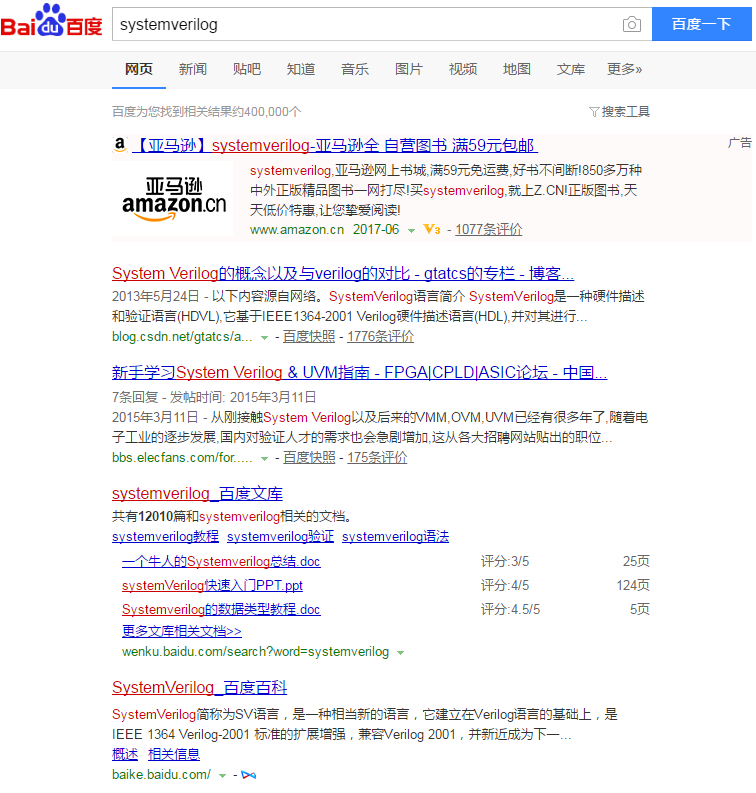 Bai du 百度 systemverilog 百度一下
网页 新闻 贴吧 知道 音乐 图片 视频 地图 文库 更多»
百度为您找到相关结果约400,000个 搜索工具
a 【亚马逊】systemverilog-亚马逊全 自营图书 满59元包邮 广告
亚马逊
amazon.cn
systemverilog,亚马逊网上书城,满59元免运费,好书不间断!850多万种
中外正版精品图书一网打尽!买systemverilog,就上Z.CN!正版图书,天
天低价特惠,让您挚爱阅读!
www.amazon.cn 2017-06 V3 - 1077条评价
System Verilog的概念以及与verilog的对比 - gtatcs的专栏 - 博客...
2013年5月24日 - 以下内容源自网络。SystemVerilog语言简介 SystemVerilog是一种硬件描述
和验证语言(HDVL),它基于IEEE1364-2001 Verilog硬件描述语言(HDL),并对其进行...
blog.csdn.net/gtatcs/a... - 百度快照 - 1776条评价
新手学习System Verilog & UVM指南 - FPGA|CPLD|ASIC论坛 - 中国...
7条回复 - 发帖时间: 2015年3月11日
2015年3月11日 - 从刚接触System Verilog以及后来的VMM,OVM,UVM已经有很多年了,随着电
子工业的逐步发展,国内对验证人才的需求也会急剧增加,这从各大招聘网站贴出的职位...
bbs.elecfans.com/for..... - 百度快照 - 175条评价
systemverilog_百度文库
共有12010篇和systemverilog相关的文档。
systemverilog教程 systemverilog验证 systemverilog语法
一个牛人的Systemverilog总结.doc 评分:3/5 25页
systemVerilog快速入门PPT.ppt 评分:4/5 124页
Systemverilog的数据类型教程.doc 评分:4.5/5 5页
更多文库相关文档>>
wenku.baidu.com/search?word=systemverilog
SystemVerilog_百度百科
SystemVerilog简称为SV语言，是一种相当新的语言，它建立在Verilog语言的基础上，是
IEEE 1364 Verilog-2001 标准的扩展增强，兼容Verilog 2001，并新近成为下一...
概述 相关信息
baike.baidu.com/ -